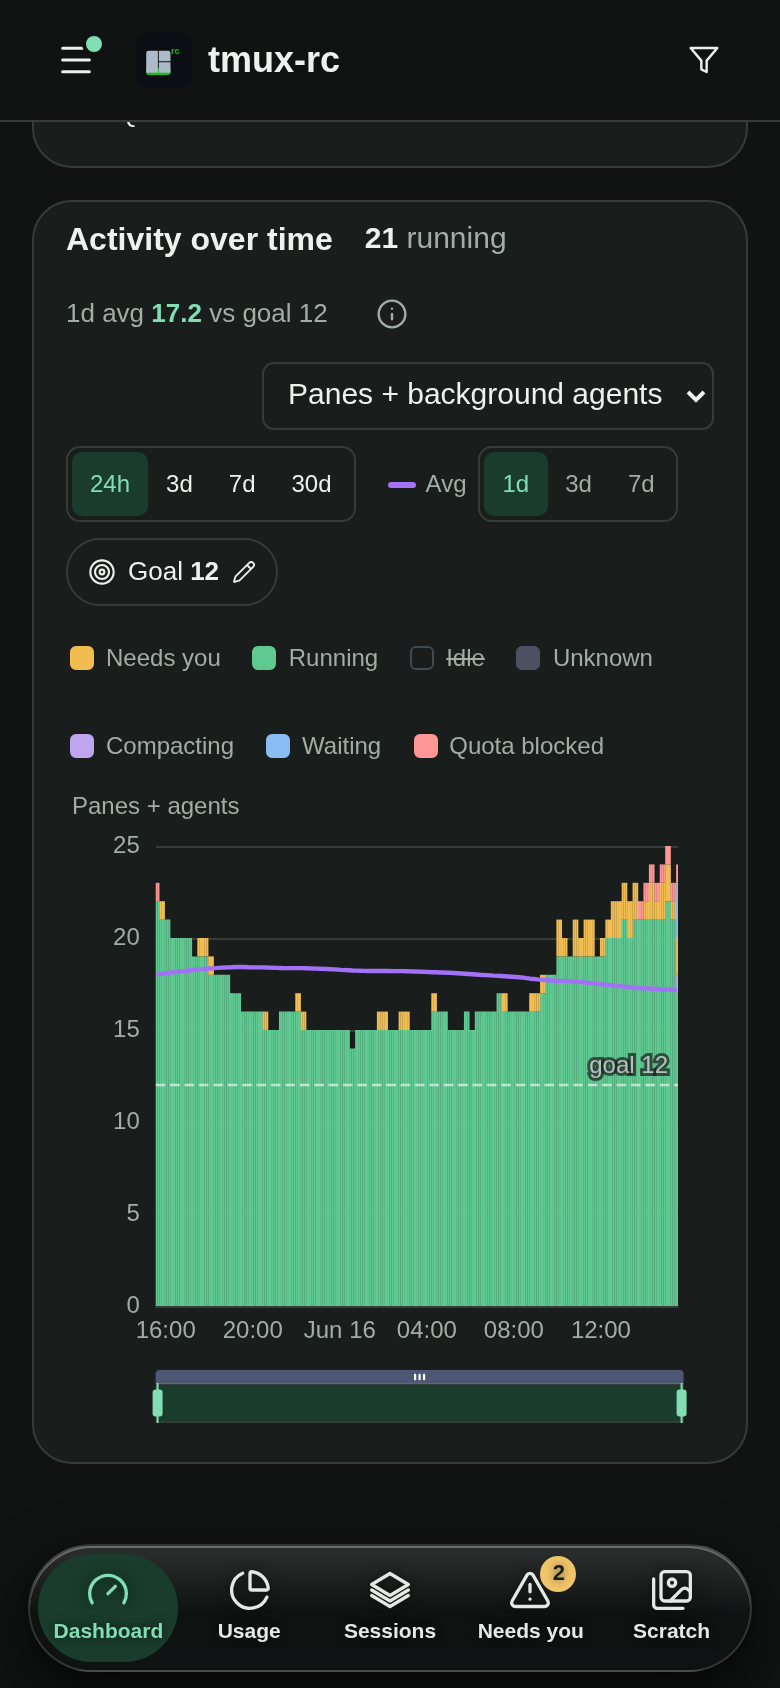 rc
tmux-rc
Activity over time 21 running
1d avg 17.2 vs goal 12
Panes + background agents
24h 3d 7d 30d Avg 1d 3d 7d
Goal 12
Needs you Running Idle Unknown
Compacting Waiting Quota blocked
Panes + agents
25
20
15
goal 12
10
5
0
16:00 20:00 Jun 16 04:00 08:00 12:00
2
Dashboard Usage Sessions Needs you Scratch